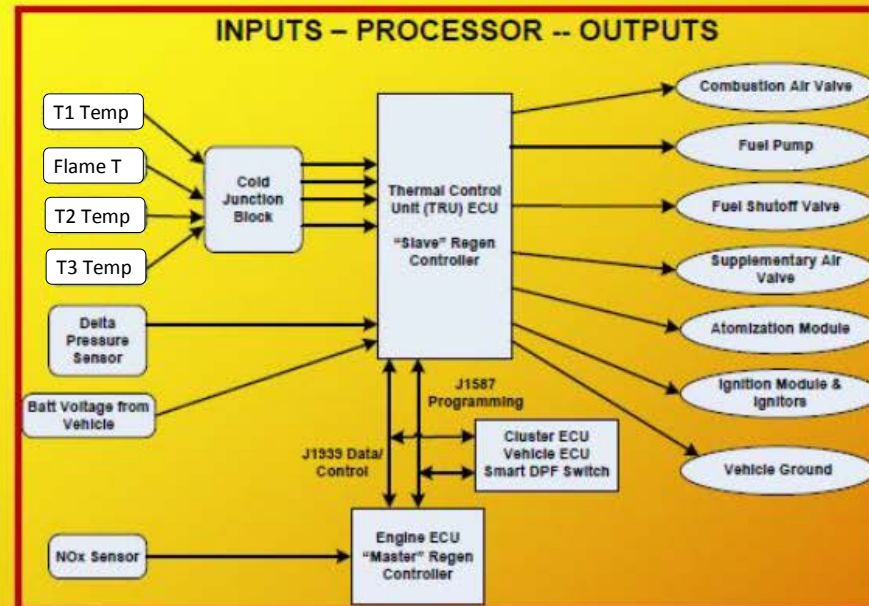 INPUTS – PROCESSOR -- OUTPUTS
T1 Temp
Flame T
T2 Temp
T3 Temp
Cold
Junction
Block
Delta
Pressure
Sensor
Batt Voltage from
Vehicle
NOx Sensor
Thermal Control
Unit (TRU) ECU
"Slave" Regen
Controller
J1587
Programming
J1939 Data/
Control
Cluster ECU
Vehicle ECU
Smart DPF Switch
Engine ECU
"Master" Regen
Controller
Combustion Air Valve
Fuel Pump
Fuel Shutoff Valve
Supplementary Air
Valve
Atomization Module
Ignition Module &
Ignitors
Vehicle Ground